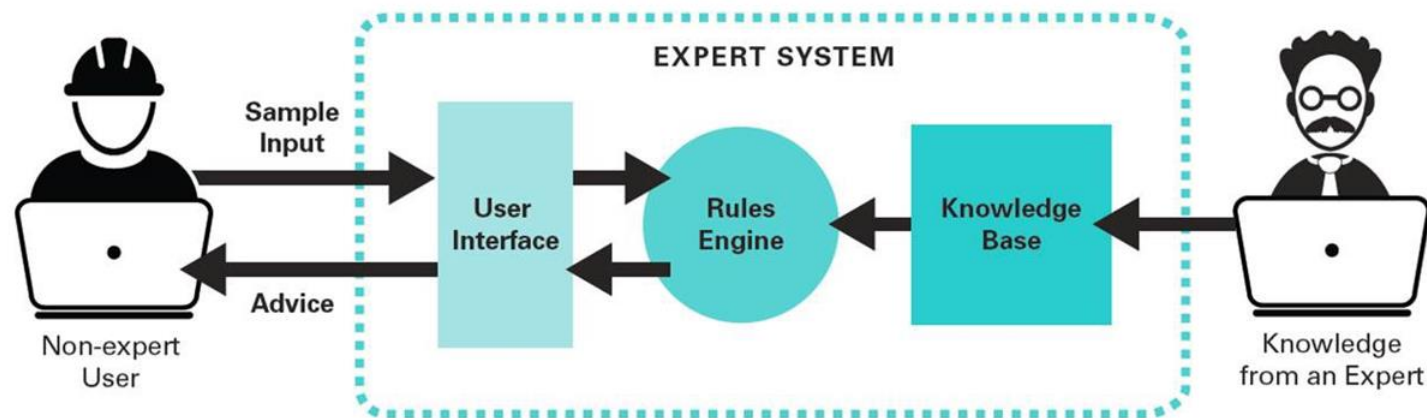 EXPERT SYSTEM
Sample
Input
User
Interface
Rules
Engine
Knowledge
Base
Advice
Non-expert
User
Knowledge
from an Expert